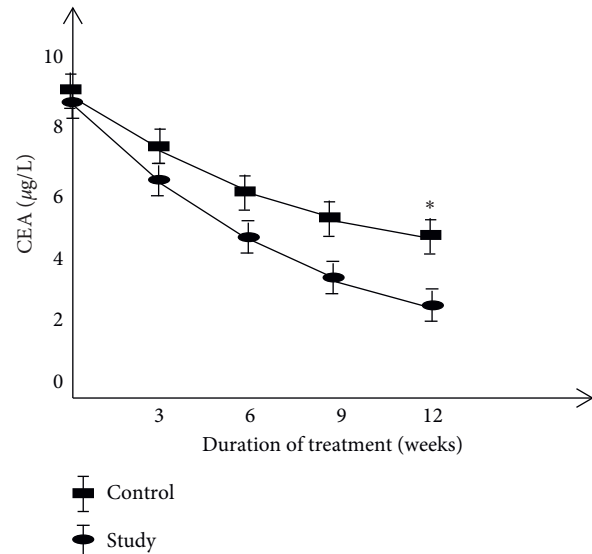 10
8
6
4
2
0
CEA (μg/L)
*
3 6 9 12
Duration of treatment (weeks)
Control
Study